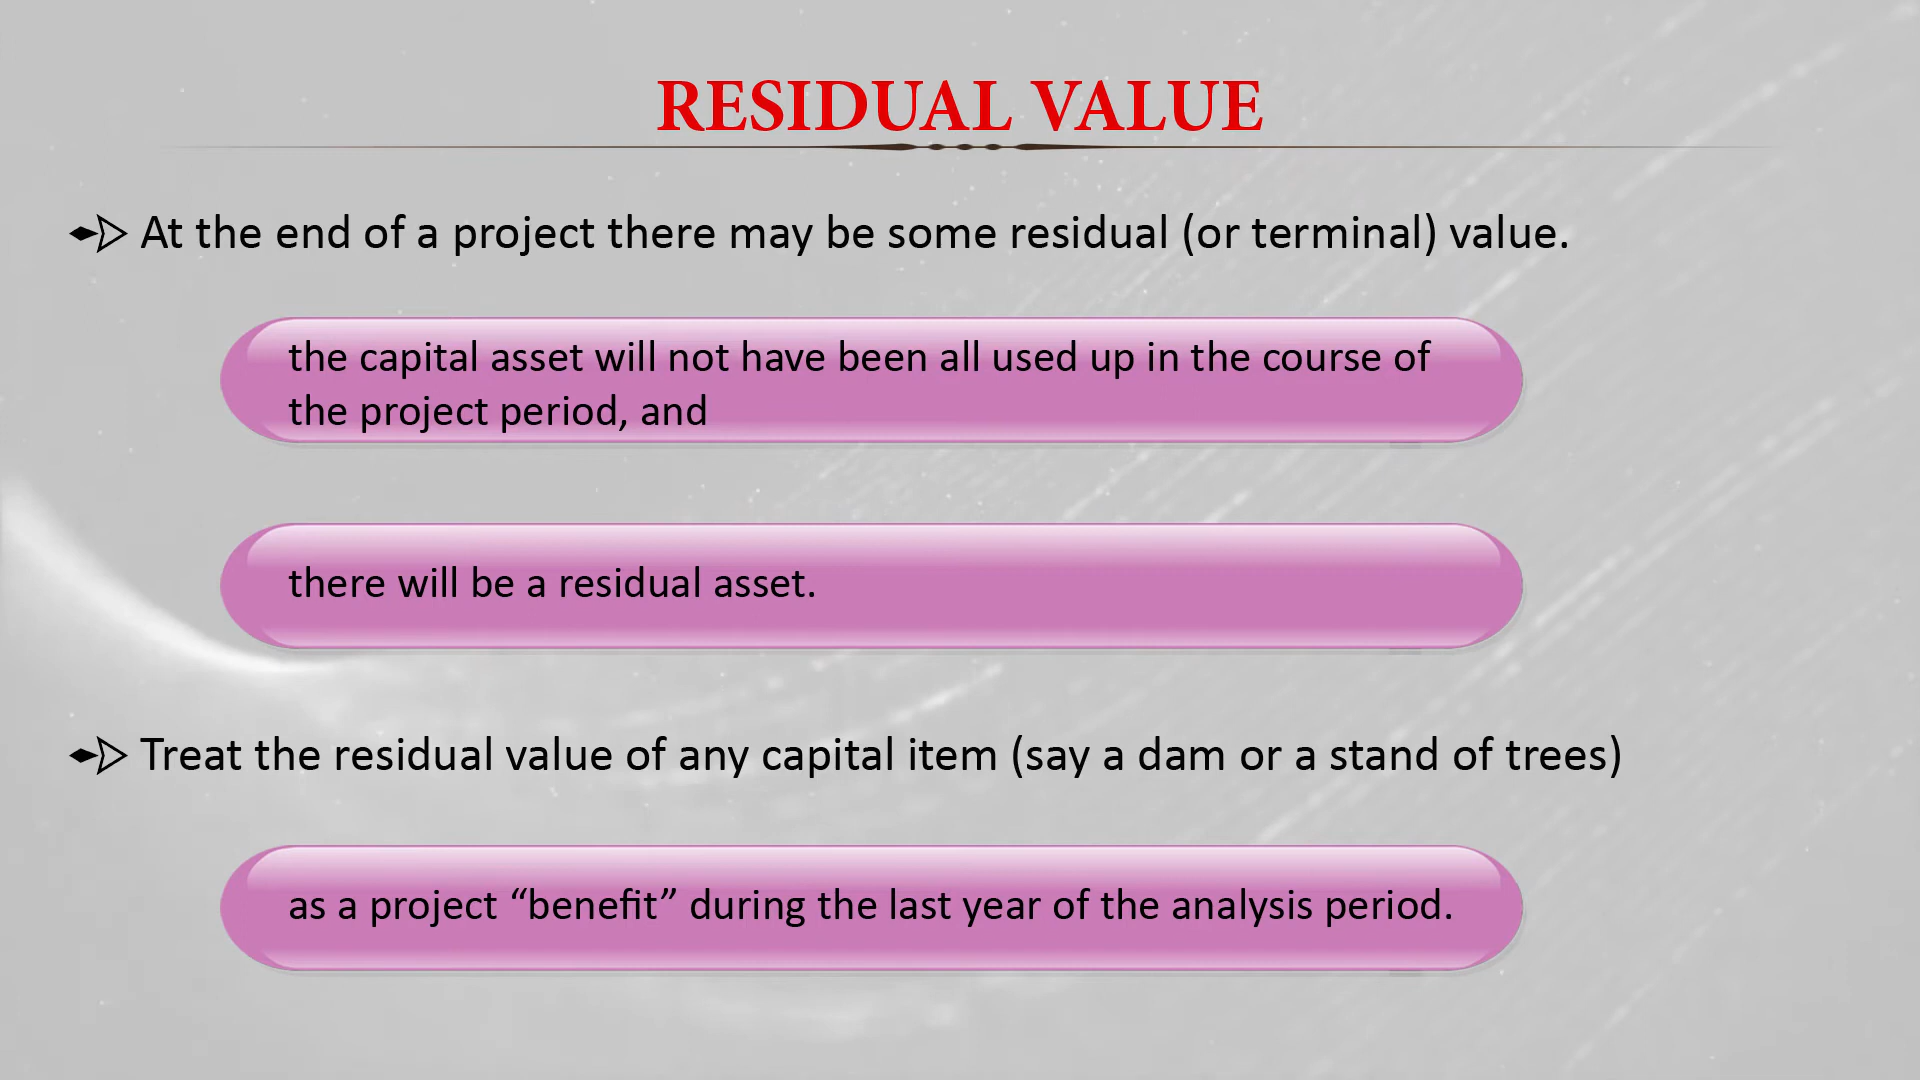 RESIDUAL VALUE
At the end of a project there may be some residual (or terminal) value.
the capital asset will not have been all used up in the course of
the project period, and
there will be a residual asset.
Treat the residual value of any capital item (say a dam or a stand of trees)
as a project “benefit” during the last year of the analysis period.